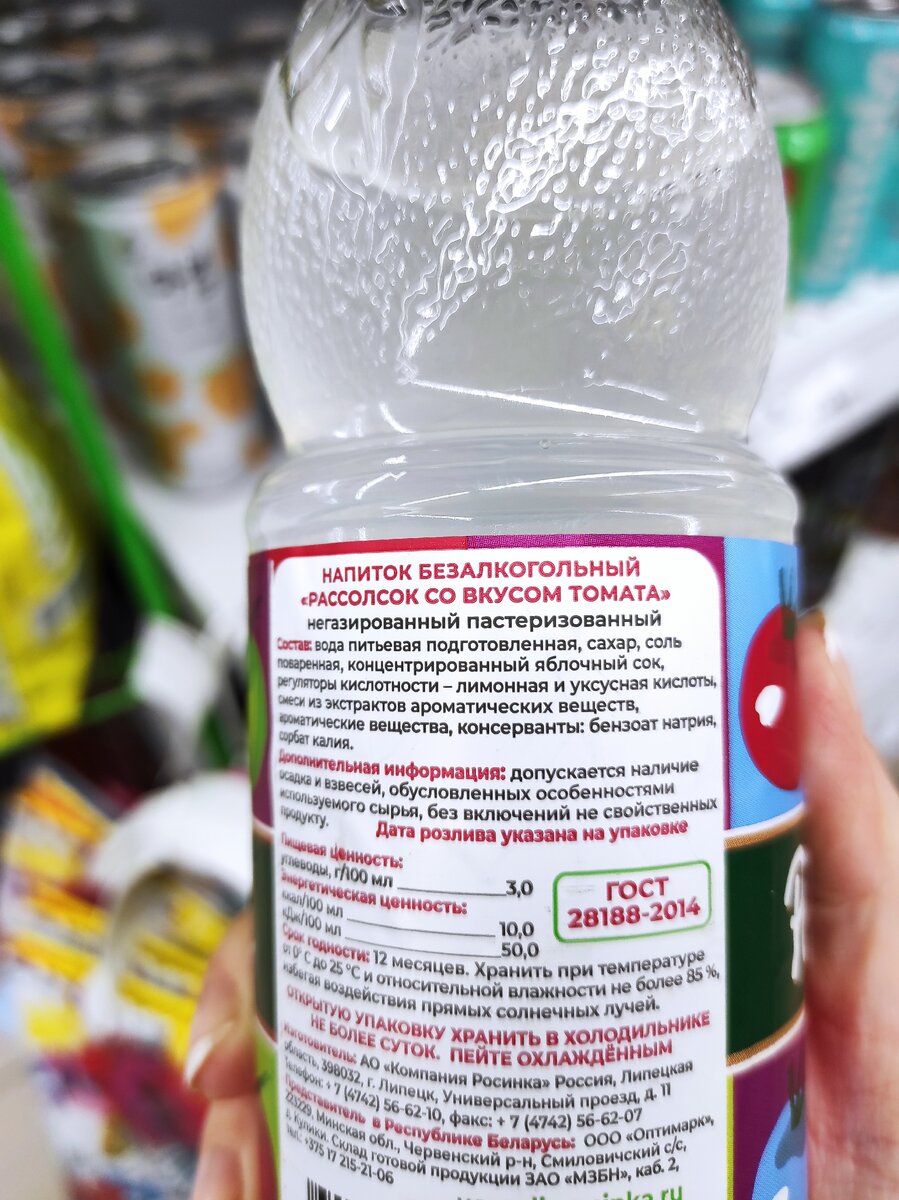 НАПИТОК БЕЗАЛКОГОЛЬНЫЙ
«РАССОЛСОК СО ВКУСОМ ТОМАТА»
негазированный пастеризованный
Состав: вода питьевая подготовленная, сахар, соль
поваренная, концентрированный яблочный сок,
регуляторы кислотности – лимонная и уксусная кислоты,
смеси из экстрактов ароматических веществ,
ароматические вещества, консерванты: бензоат натрия,
сорбат калия.
Дополнительная информация: допускается наличие
осадка и взвесей, обусловленных особенностями
используемого сырья, без включений не свойственных
продукту.
Дата розлива указана на упаковке
Пищевая ценность:
углеводы, г/100 мл 3,0
Энергетическая ценность:
ккал/100 мл 10,0
кДж/100 мл 50,0
ГОСТ
28188-2014
Срок годности: 12 месяцев. Хранить при температуре
от 0° С до 25 °С и относительной влажности не более 85 %,
избегая воздействия прямых солнечных лучей.
ОТКРЫТУЮ УПАКОВКУ ХРАНИТЬ В ХОЛОДИЛЬНИКЕ
НЕ БОЛЕЕ СУТОК. ПЕЙТЕ ОХЛАЖДЁННЫМ
Изготовитель: АО «Компания Росинка» Россия, Липецкая
область, 398032, г. Липецк, Универсальный проезд, д. 11
Телефон: + 7 (4742) 56-62-10, факс: + 7 (4742) 56-62-07
Представитель в Республике Беларусь: ООО «Оптимарк»,
223229, Минская обл., Червенский р-н, Смиловичский с/с,
д. Кулики. Склад готовой продукции ЗАО «МЗБН», каб. 2,
тел.: +375 17 215-21-06